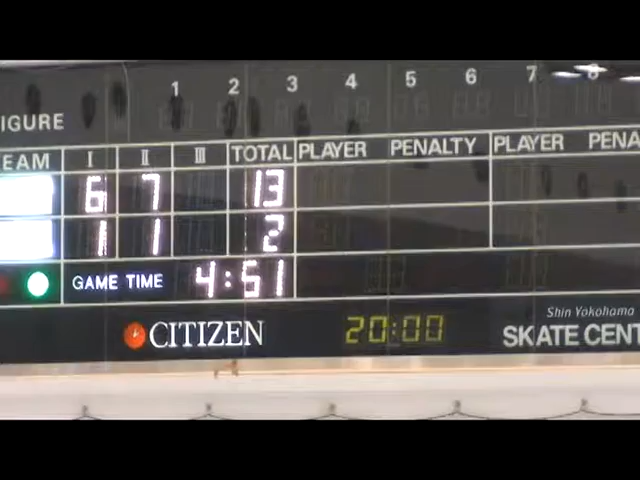 1 2 3 4 5 6 7 8
IGURE
EAM I II III TOTAL PLAYER PENALTY PLAYER PENA
6 7 13
1 1 2
GAME TIME 4:51
CITIZEN 20:00 Shin Yokohama
SKATE CENT